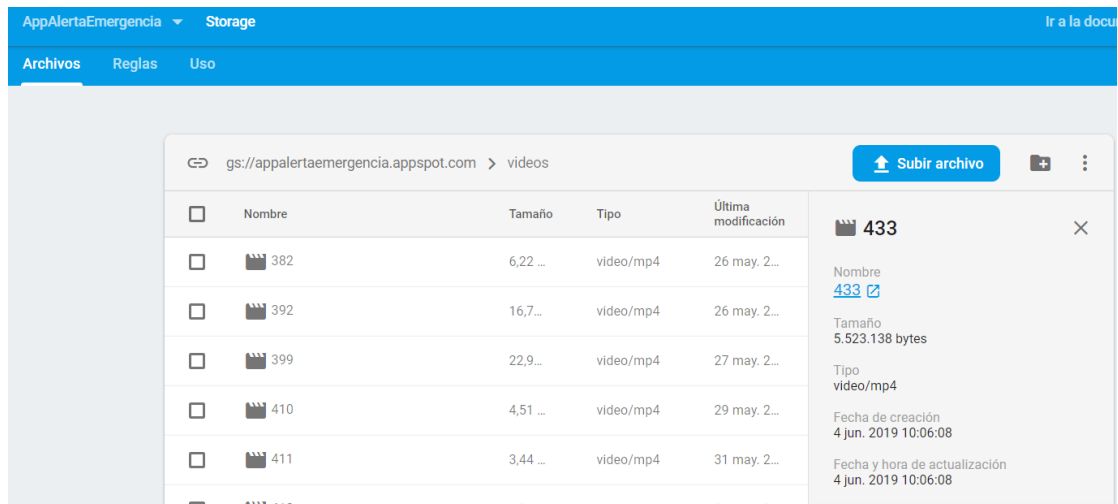 AppAlertaEmergencia Storage Ir a la docu
Archivos Reglas Uso
gs://appalertaemergencia.appspot.com > videos Subir archivo
Nombre Tamaño Tipo Última modificación
382 6,22 ... video/mp4 26 may. 2...
392 16,7... video/mp4 26 may. 2...
399 22,9... video/mp4 27 may. 2...
410 4,51 ... video/mp4 29 may. 2...
411 3,44 ... video/mp4 31 may. 2...
433
Nombre
433
Tamaño
5.523.138 bytes
Tipo
video/mp4
Fecha de creación
4 jun. 2019 10:06:08
Fecha y hora de actualización
4 jun. 2019 10:06:08